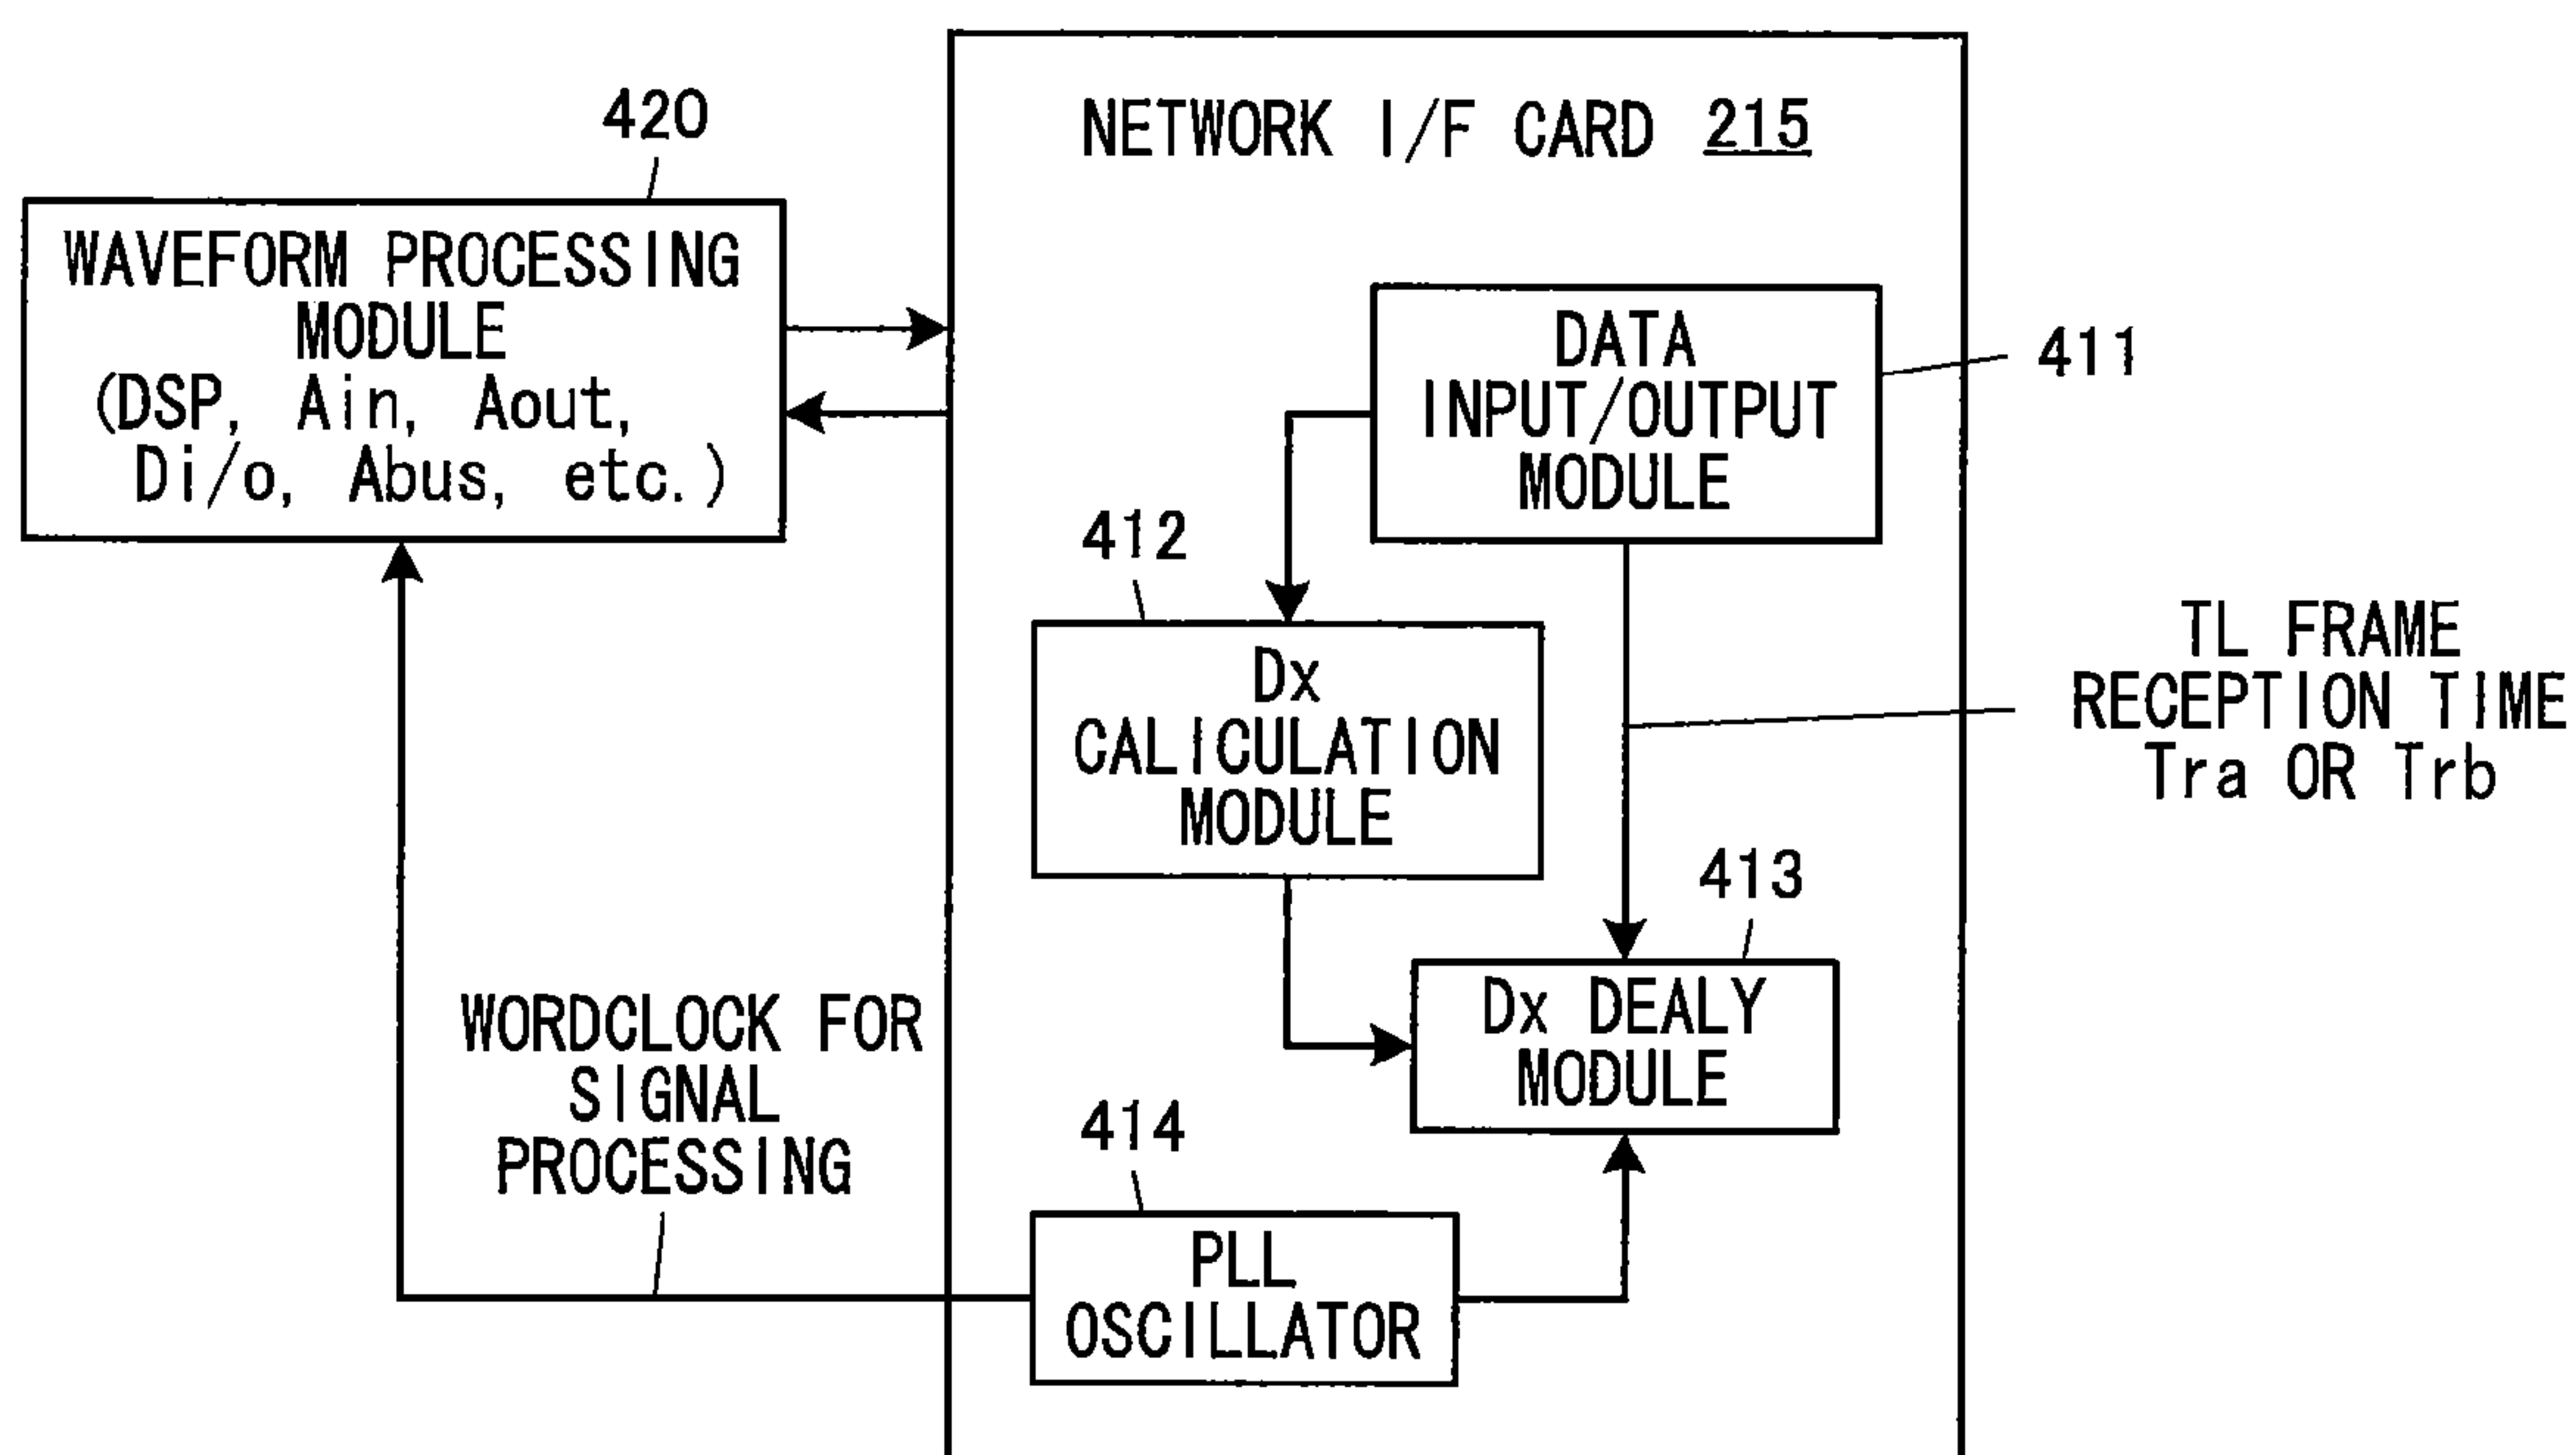 420
NETWORK I/F CARD 215
WAVEFORM PROCESSING
MODULE
(DSP, Ain, Aout,
Di/o, Abus, etc.)
DATA
INPUT/OUTPUT
MODULE
411
412
Dx
CALICULATION
MODULE
TL FRAME
RECEPTION TIME
Tra OR Trb
413
Dx DEALY
MODULE
WORDCLOCK FOR
SIGNAL
PROCESSING
414
PLL
OSCILLATOR